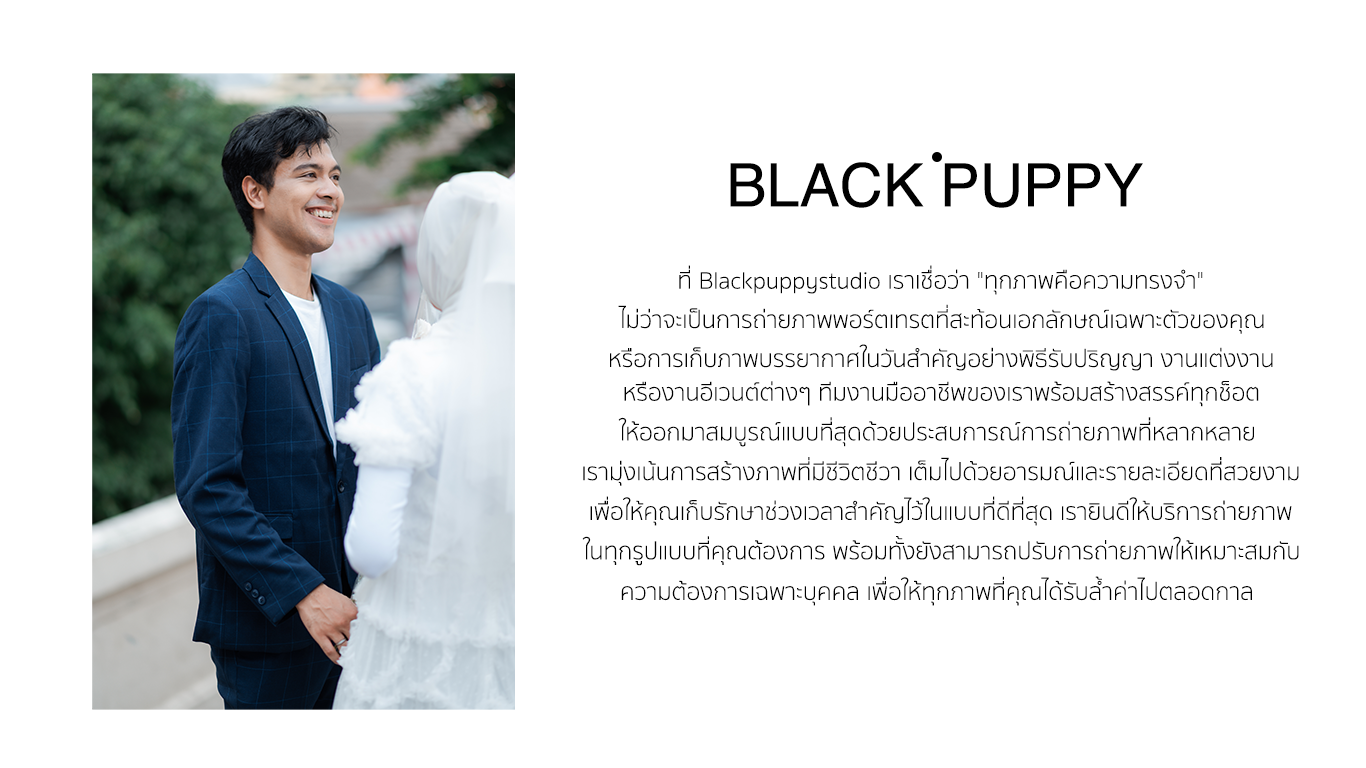 BLACK PUPPY
ที่ Blackpuppystudio เราเชื่อว่า "ทุกภาพคือความทรงจำ"
ไม่ว่าจะเป็นการถ่ายภาพพอร์ตเทรตที่สะท้อนเอกลักษณ์เฉพาะตัวของคุณ
หรือการเก็บภาพบรรยากาศในวันสำคัญอย่างพิธีรับปริญญา งานแต่งงาน
หรืองานอีเวนต์ต่างๆ ทีมงานมืออาชีพของเราพร้อมสร้างสรรค์ทุกช็อต
ให้ออกมาสมบูรณ์แบบที่สุดด้วยประสบการณ์การถ่ายภาพที่หลากหลาย
เรามุ่งเน้นการสร้างภาพที่มีชีวิตชีวา เต็มไปด้วยอารมณ์และรายละเอียดที่สวยงาม
เพื่อให้คุณเก็บรักษาช่วงเวลาสำคัญไว้ในแบบที่ดีที่สุด เรายินดีให้บริการถ่ายภาพ
ในทุกรูปแบบที่คุณต้องการ พร้อมทั้งยังสามารถปรับการถ่ายภาพให้เหมาะสมกับ
ความต้องการเฉพาะบุคคล เพื่อให้ทุกภาพที่คุณได้รับล้ำค่าไปตลอดกาล